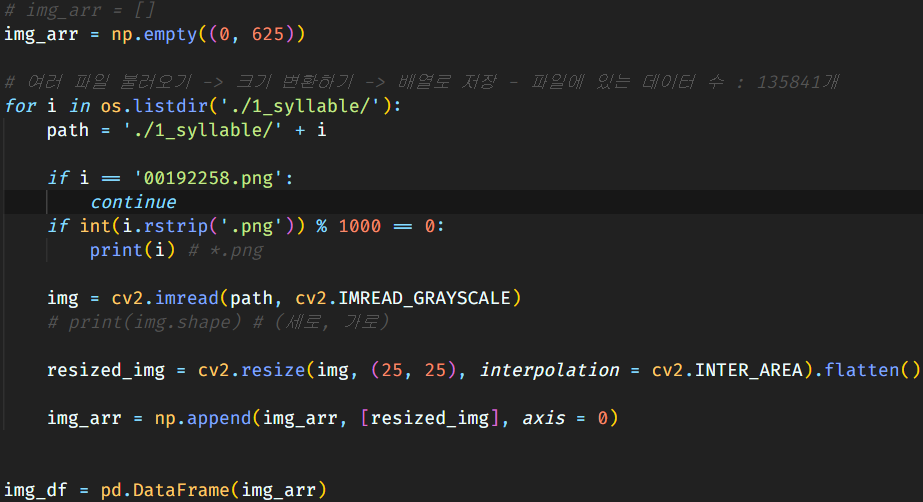 # img_arr = []
img_arr = np.empty((0, 625))
# 여러 파일 불러오기 -> 크기 변환하기 -> 배열로 저장 - 파일에 있는 데이터 수 : 135841개
for i in os.listdir('./1_syllable/'):
    path = './1_syllable/' + i
    if i == '00192258.png':
        continue
    if int(i.rstrip('.png')) % 1000 == 0:
        print(i) # *.png
    img = cv2.imread(path, cv2.IMREAD_GRAYSCALE)
    # print(img.shape) # (세로, 가로)
    resized_img = cv2.resize(img, (25, 25), interpolation = cv2.INTER_AREA).flatten()
    img_arr = np.append(img_arr, [resized_img], axis = 0)
img_df = pd.DataFrame(img_arr)